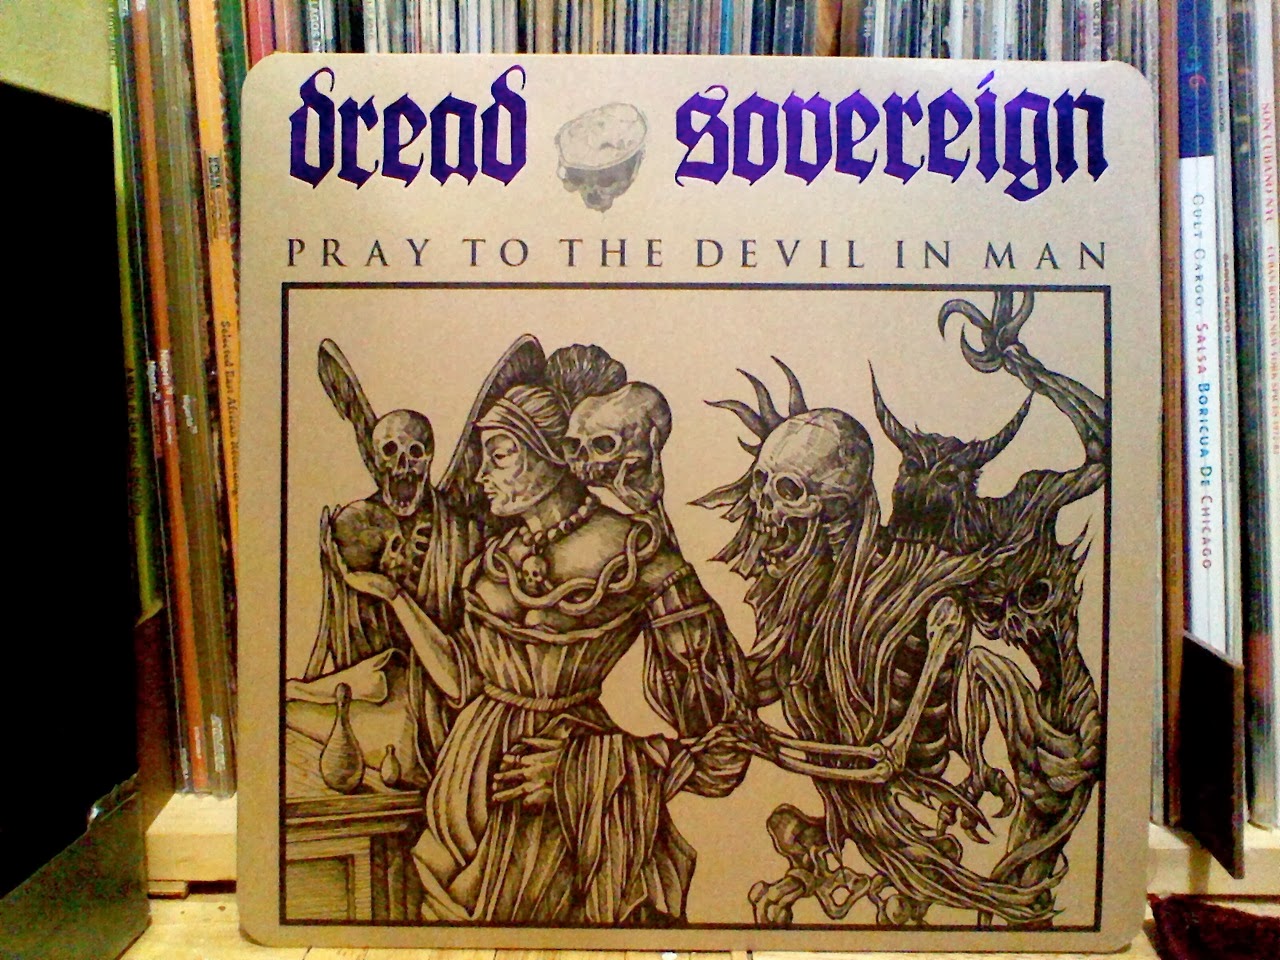 dread sovereign
PRAY TO THE DEVIL IN MAN
CULT CARGO: SALSA BORICUA DE CHICAGO